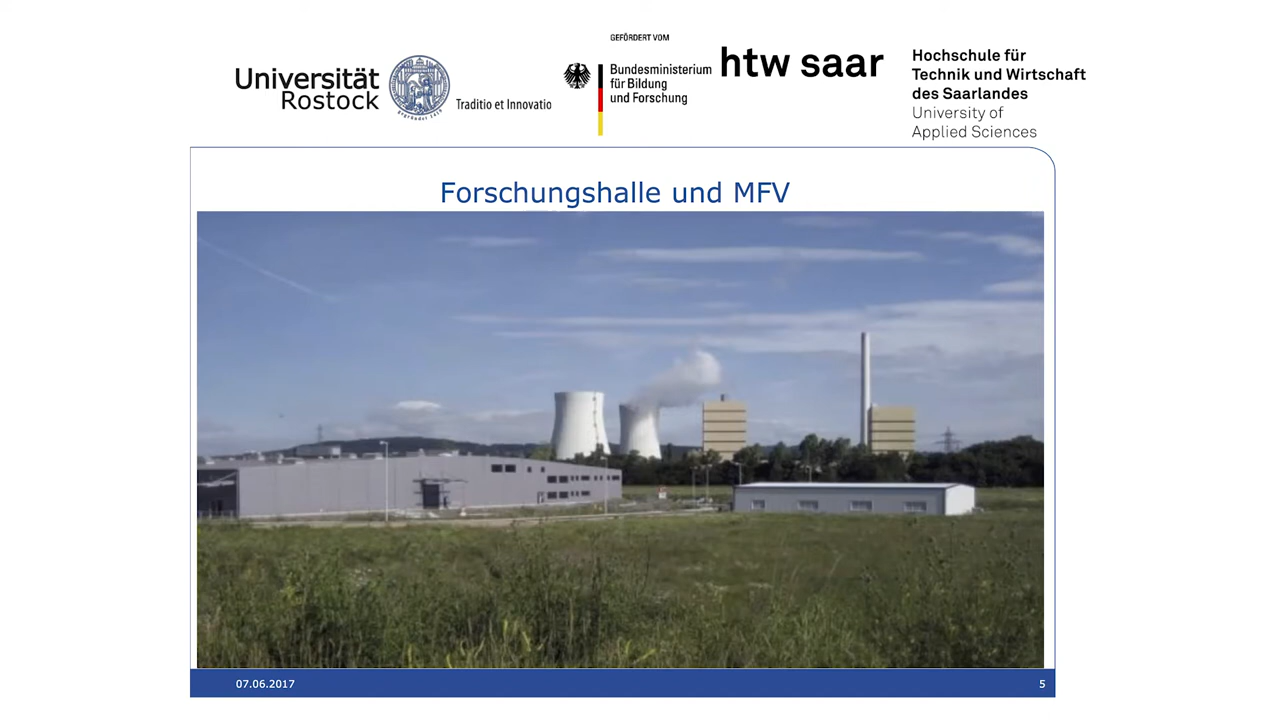 Universität
Rostock
Traditio et Innovatio
GEFÖRDERT VOM
Bundesministerium
für Bildung
und Forschung
htw saar
Hochschule für
Technik und Wirtschaft
des Saarlandes
University of
Applied Sciences
Forschungshalle und MFV
07.06.2017
5